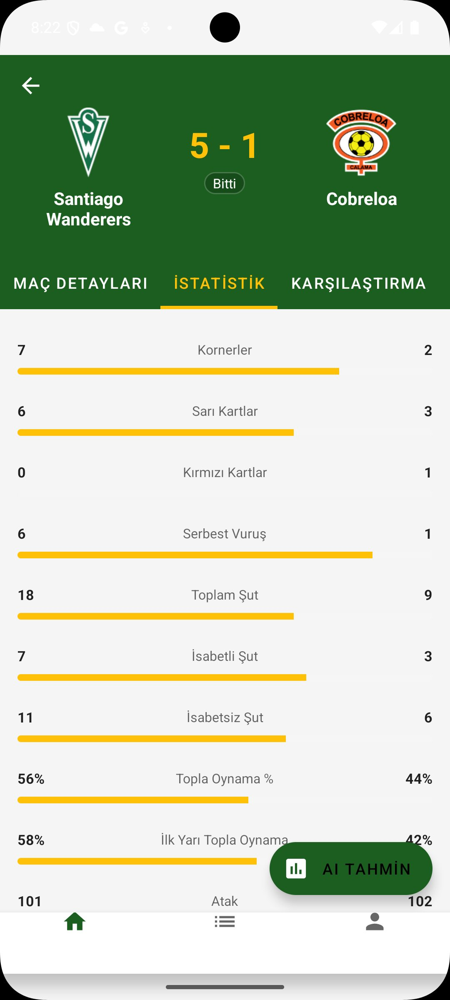 8:22
COBRELOA
CALAMA
SW
5 - 1
Bitti
Santiago
Wanderers
Cobreloa
MAÇ DETAYLARI İSTATİSTİK KARŞILAŞTIRMA
7 Kornerler 2
6 Sarı Kartlar 3
0 Kırmızı Kartlar 1
6 Serbest Vuruş 1
18 Toplam Şut 9
7 İsabetli Şut 3
11 İsabetsiz Şut 6
56% Topla Oynama % 44%
58% İlk Yarı Topla Oynama 42%
AI TAHMİN
101 Atak 102